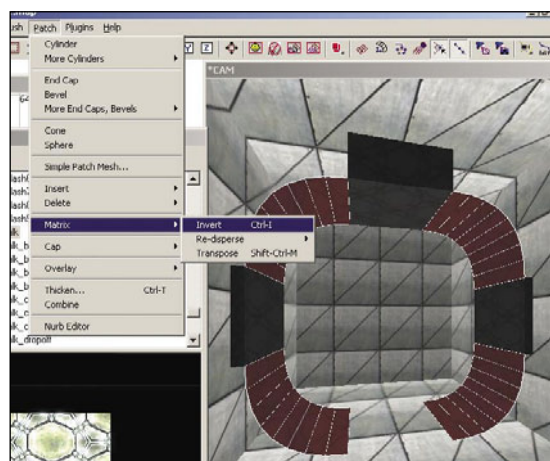 Patch Plugins Help
Cylinder
More Cylinders
*CAM
End Cap
Bevel
More End Caps, Bevels
Cone
Sphere
Simple Patch Mesh...
Insert
Delete
Matrix
Invert Ctrl-I
Re-disperse
Transpose Shift-Ctrl-M
Cap
Overlay
Thicken... Ctrl-T
Combine
Nurb Editor